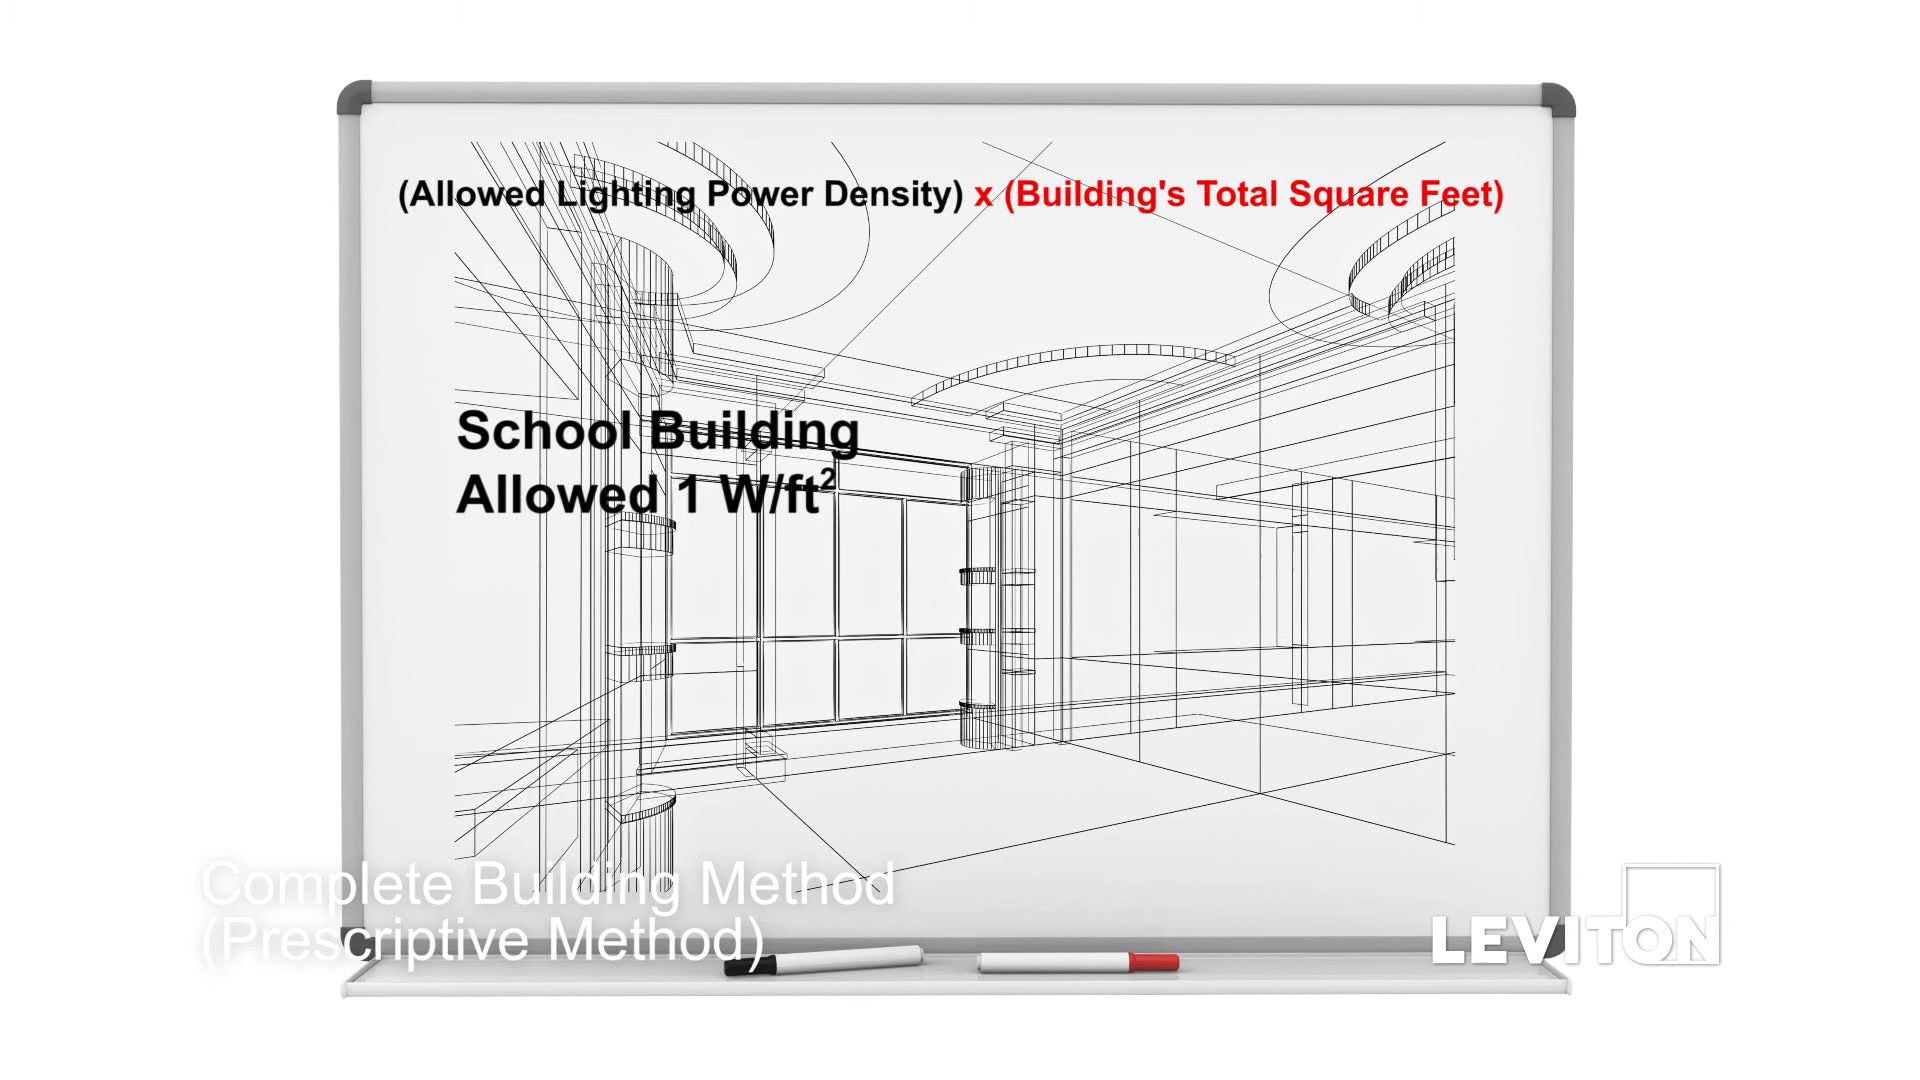 (Allowed Lighting Power Density) x (Building's Total Square Feet)
School Building
Allowed 1 W/ft²
Complete Building Method
(Prescriptive Method)
LEVITON